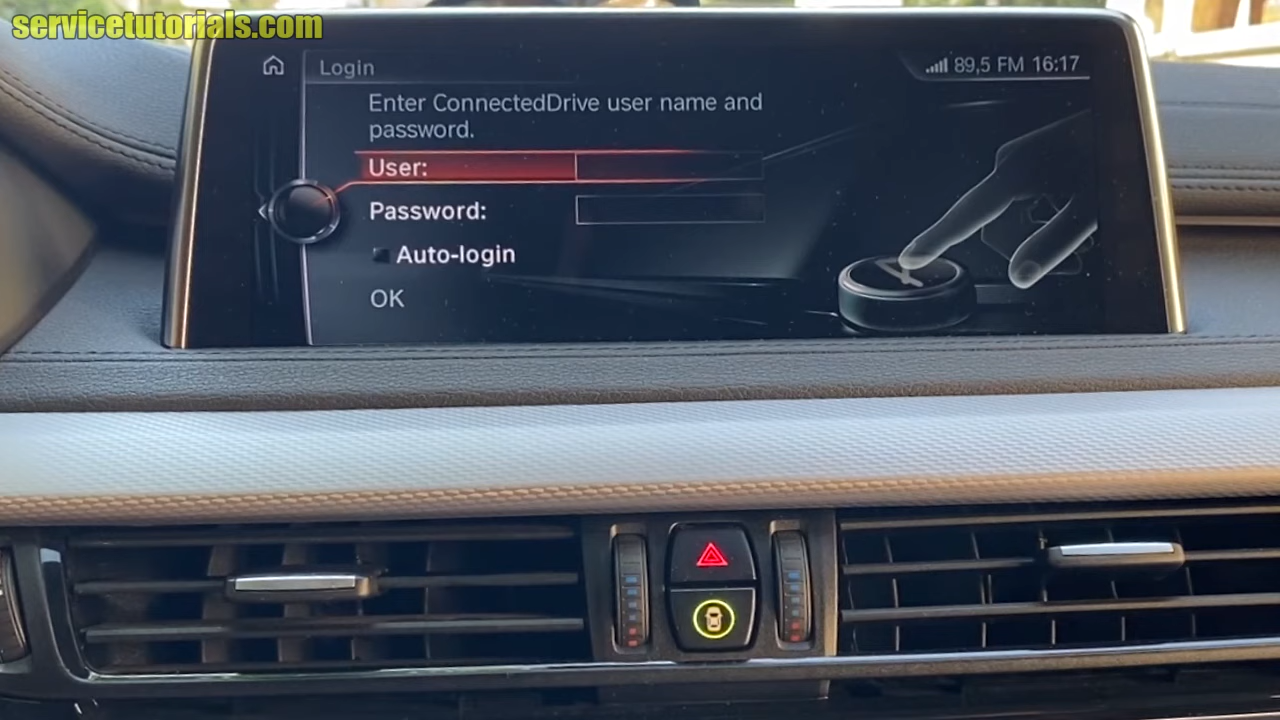 servicetutorials.com
Login
89,5 FM 16:17
Enter ConnectedDrive user name and
password.
User:
Password:
Auto-login
OK